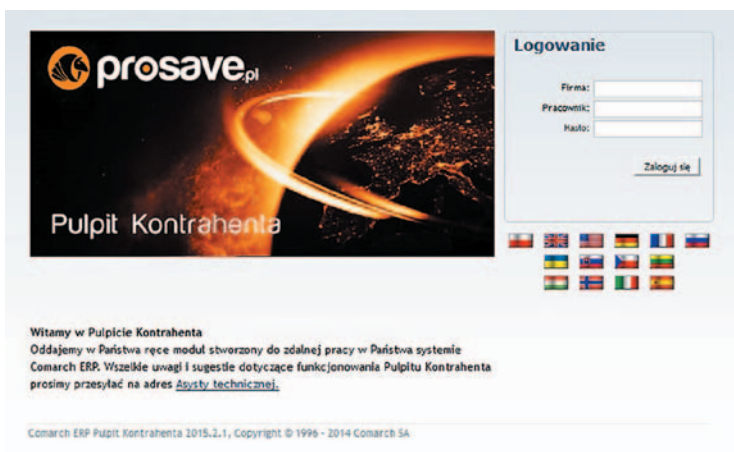 prosave.pl
Pulpit Kontrahenta
Logowanie
Firma:
Pracownik:
Hasło:
Zaloguj się
Witamy w Pulpicie Kontrahenta
Oddajemy w Państwa ręce moduł stworzony do zdalnej pracy w Państwa systemie
Comarch ERP. Wszelkie uwagi i sugestie dotyczące funkcjonowania Pulpitu Kontrahenta
prosimy przesyłać na adres Asysty technicznej.
Comarch ERP Pulpit Kontrahenta 2015.2.1, Copyright © 1996 - 2014 Comarch SA